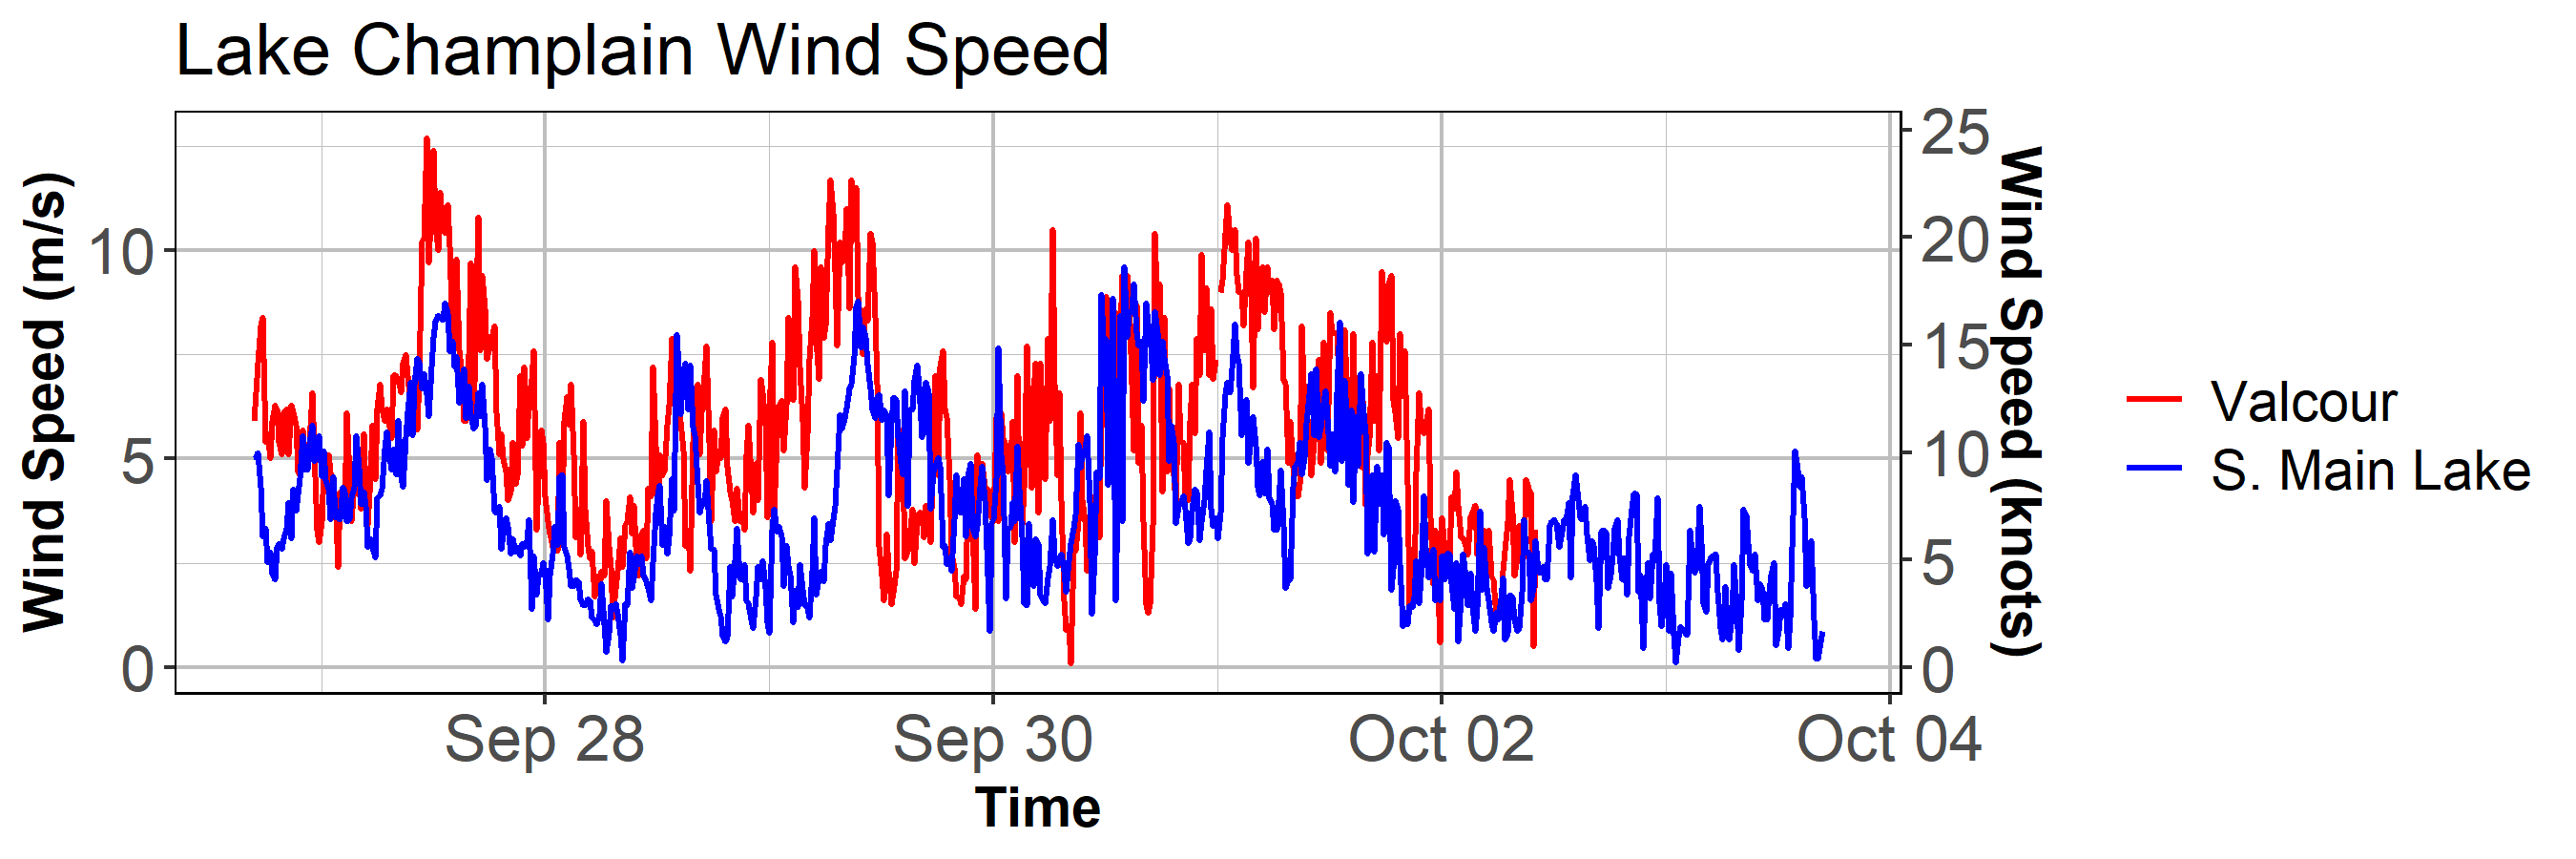 Lake Champlain Wind Speed
Wind Speed (m/s)
10
5
0
25
20
15
10
5
0
Wind Speed (knots)
Sep 28
Sep 30
Oct 02
Oct 04
Time
Valcour
S. Main Lake